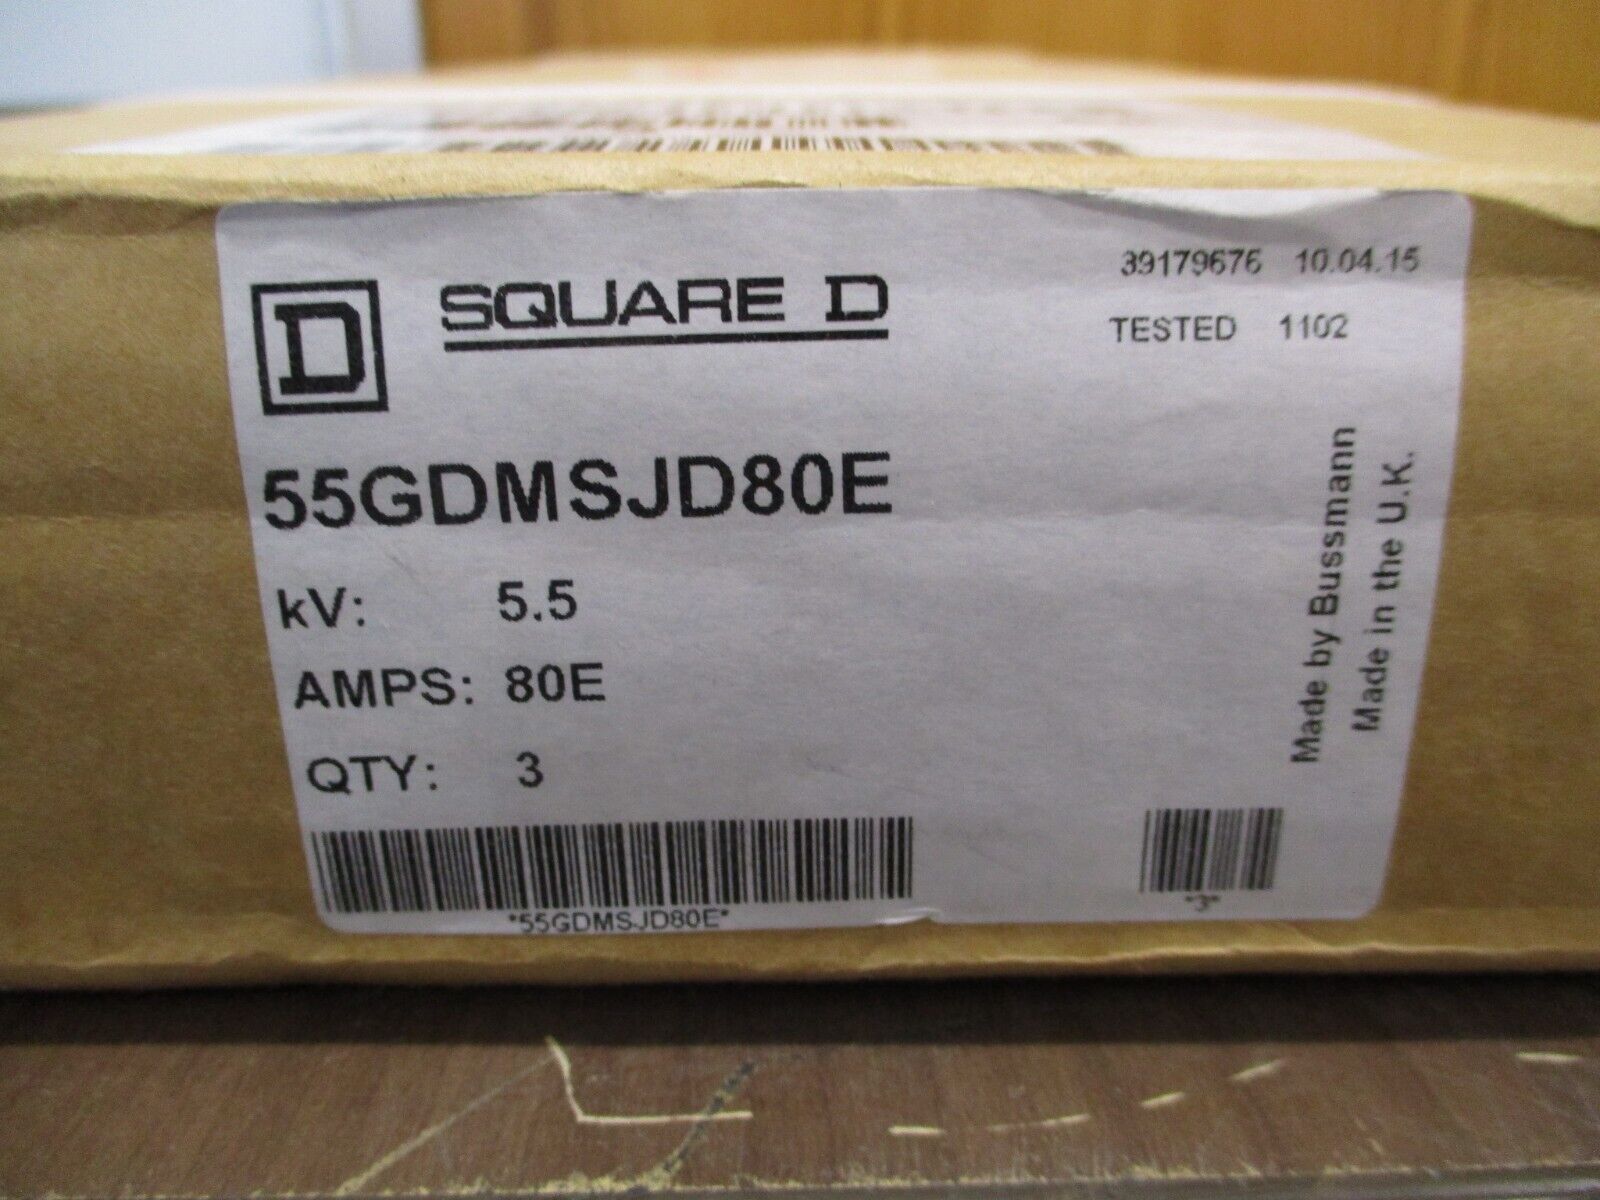 D SQUARE D
39179676 10.04.15
TESTED 1102
55GDMSJD80E
kV: 5.5
AMPS: 80E
QTY: 3
*55GDMSJD80E*
*3*
Made by Bussmann
Made in the U.K.